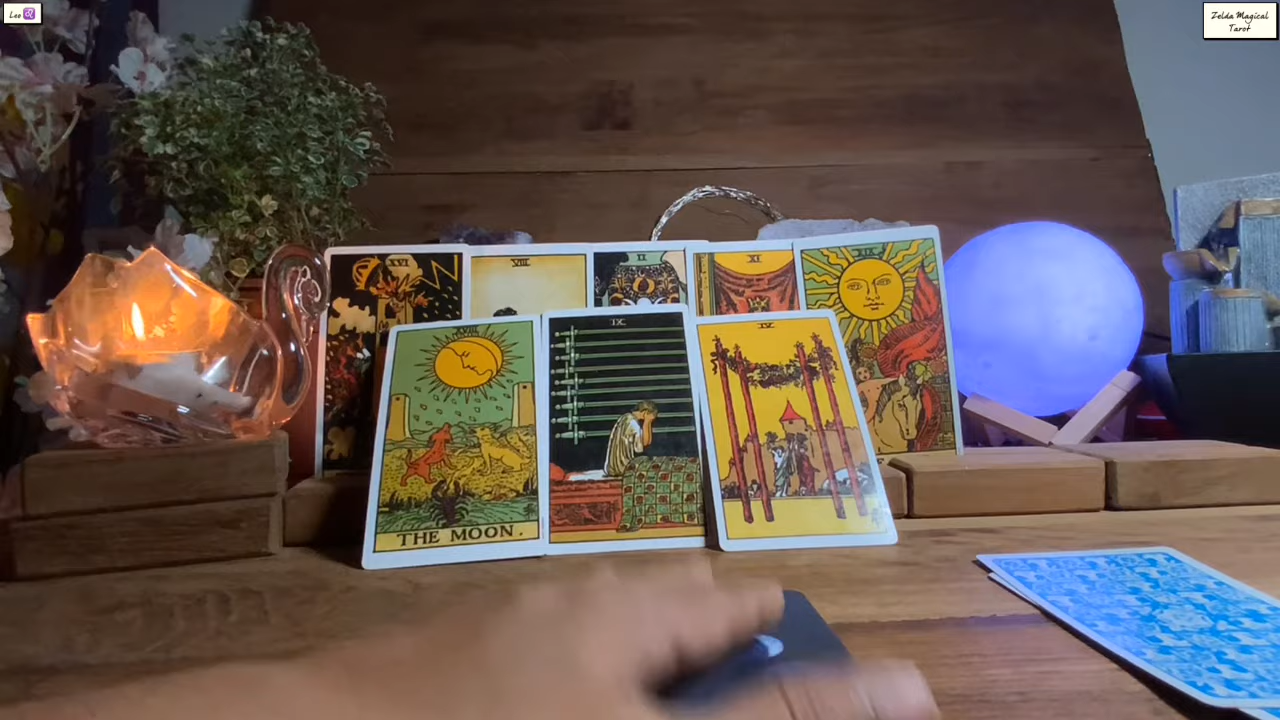 Leo ♌
Zelda Magical
Tarot
XVI
VIII
II
XI
XIX
XVIII
IX
IV
THE MOON.